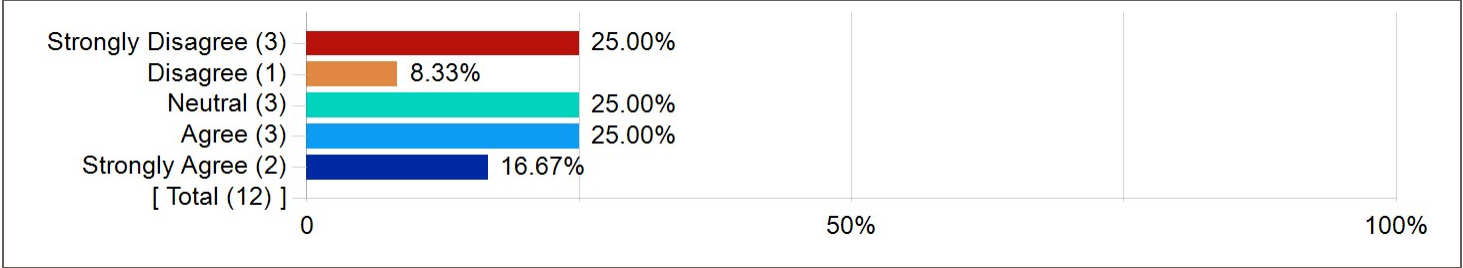 Strongly Disagree (3) 25.00%
Disagree (1) 8.33%
Neutral (3) 25.00%
Agree (3) 25.00%
Strongly Agree (2) 16.67%
[ Total (12) ]
0 50% 100%